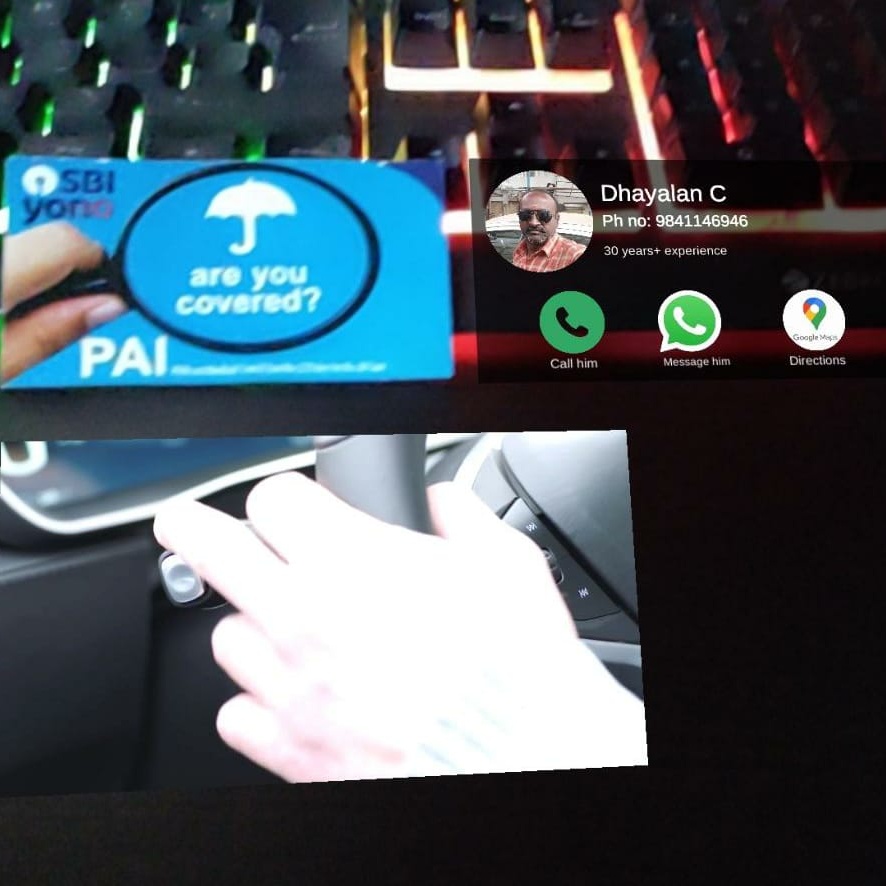 SBI
yono
are you
covered?
PAI
Dhayalan C
Ph no: 9841146946
30 years+ experience
Call him
Message him
Google Maps
Directions